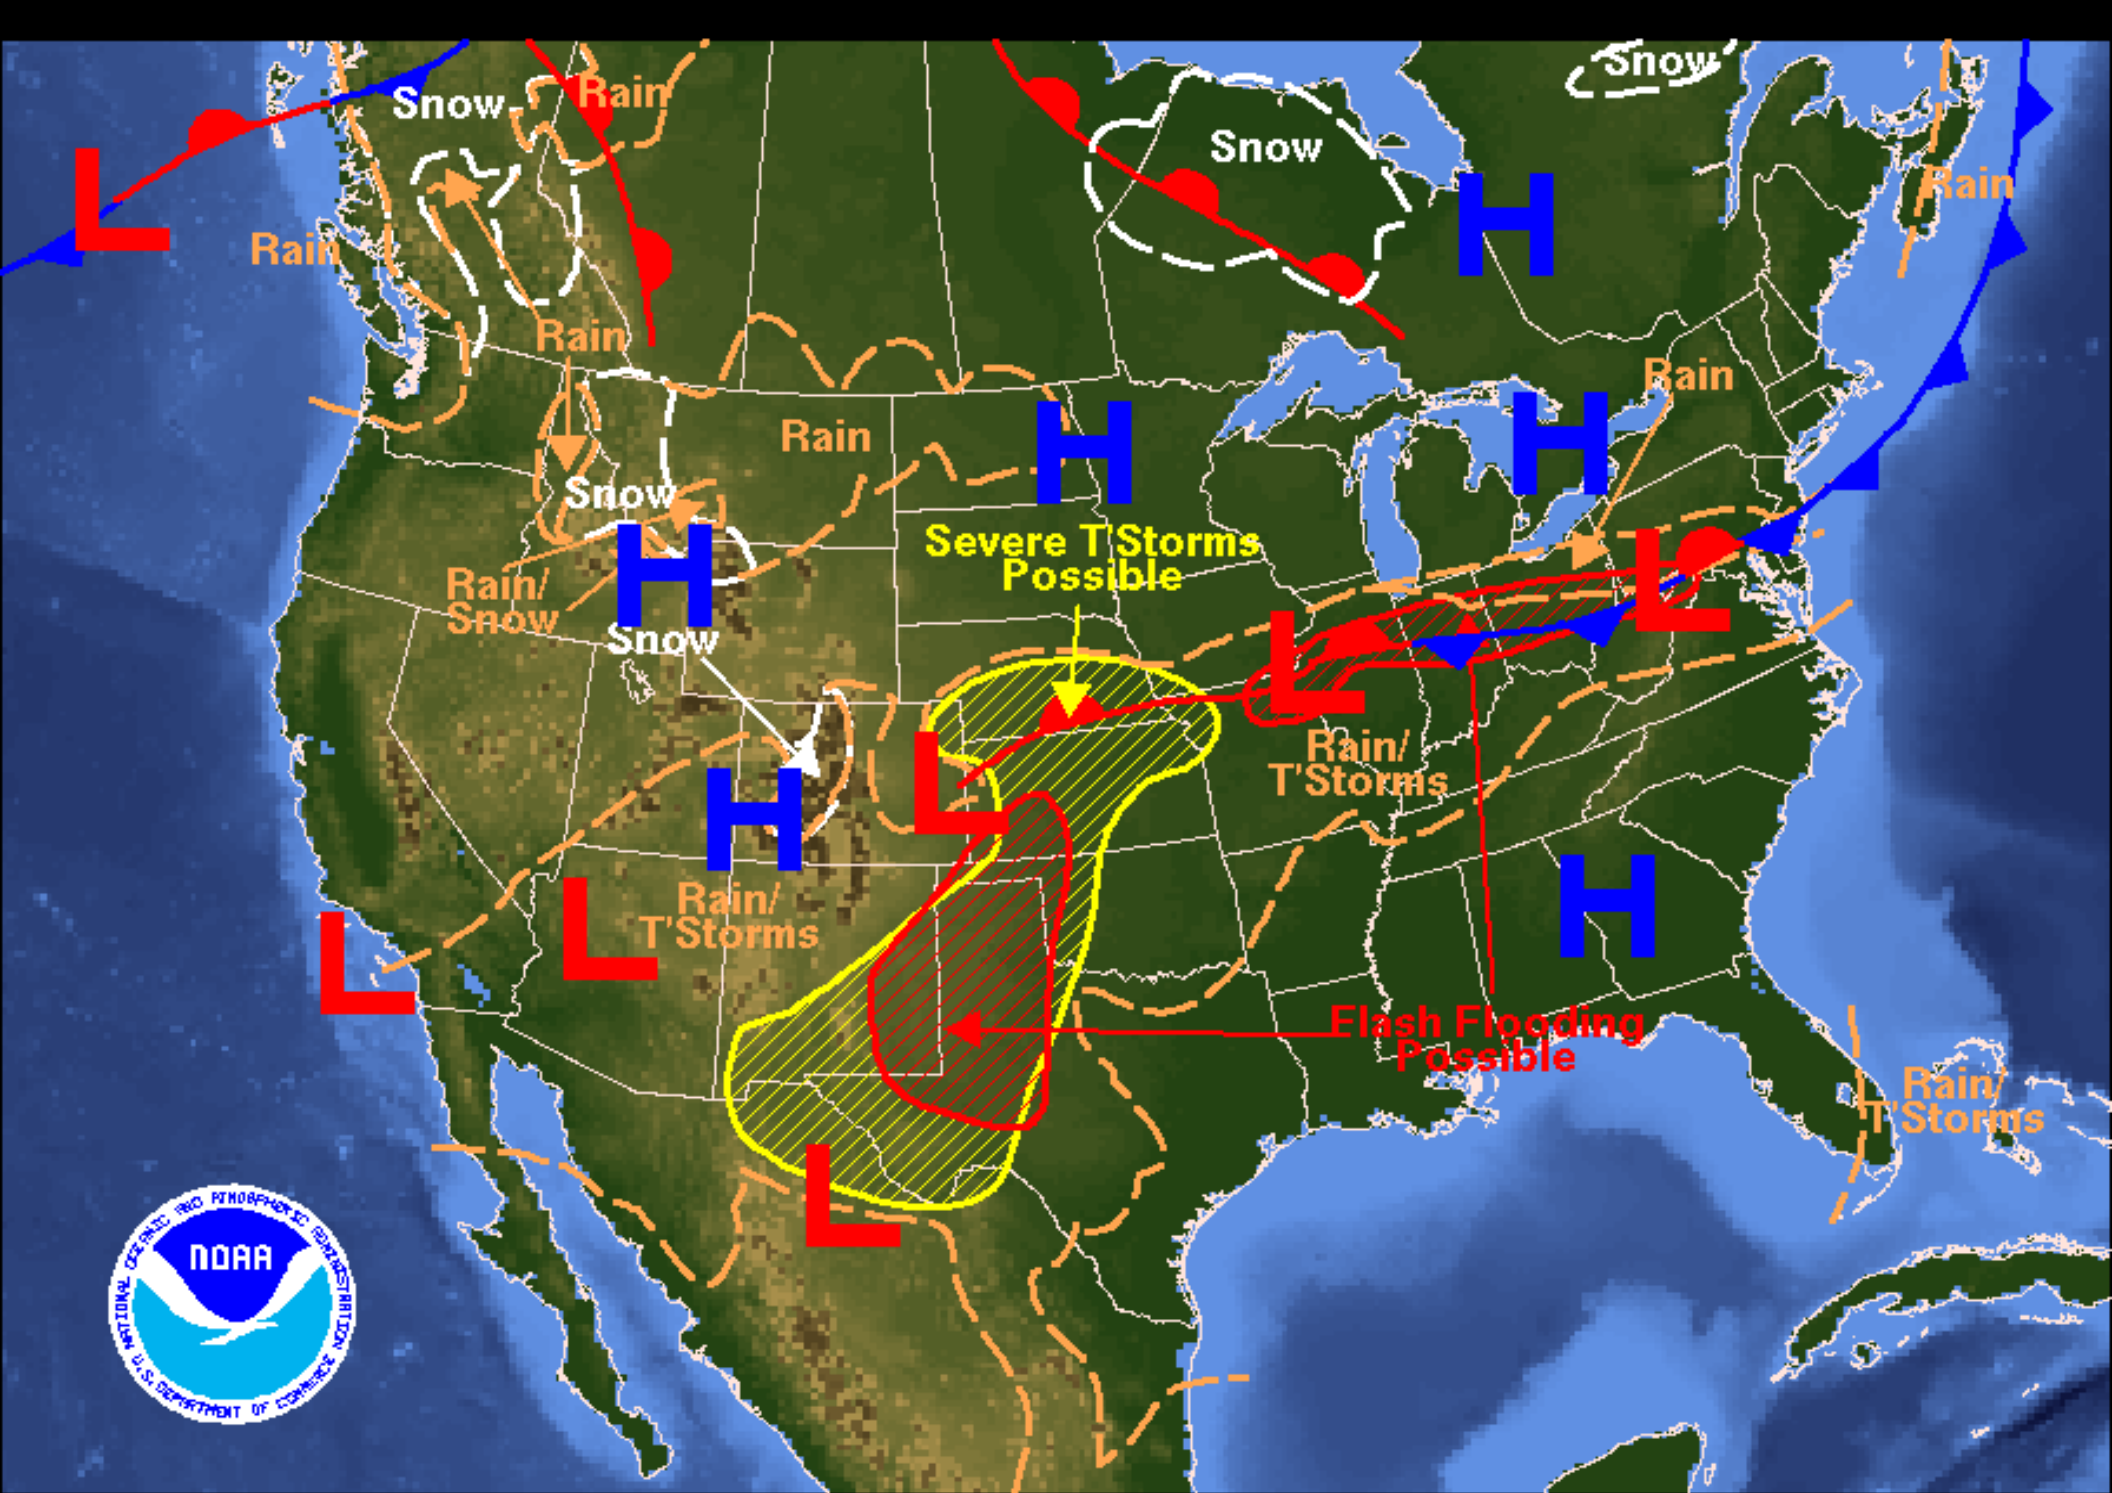 Snow
Rain
Snow
Snow
Rain
Rain
Rain
Rain
Rain
Snow
Severe T'Storms
Possible
Rain/
Snow
Snow
Rain/
T'Storms
Rain/
T'Storms
Flash Flooding
Possible
Rain/
T'Storms
H
H
H
H
H
H
L
L
L
L
L
L
L
NATIONAL OCEANIC AND ATMOSPHERIC ADMINISTRATION
NOAA
U.S. DEPARTMENT OF COMMERCE